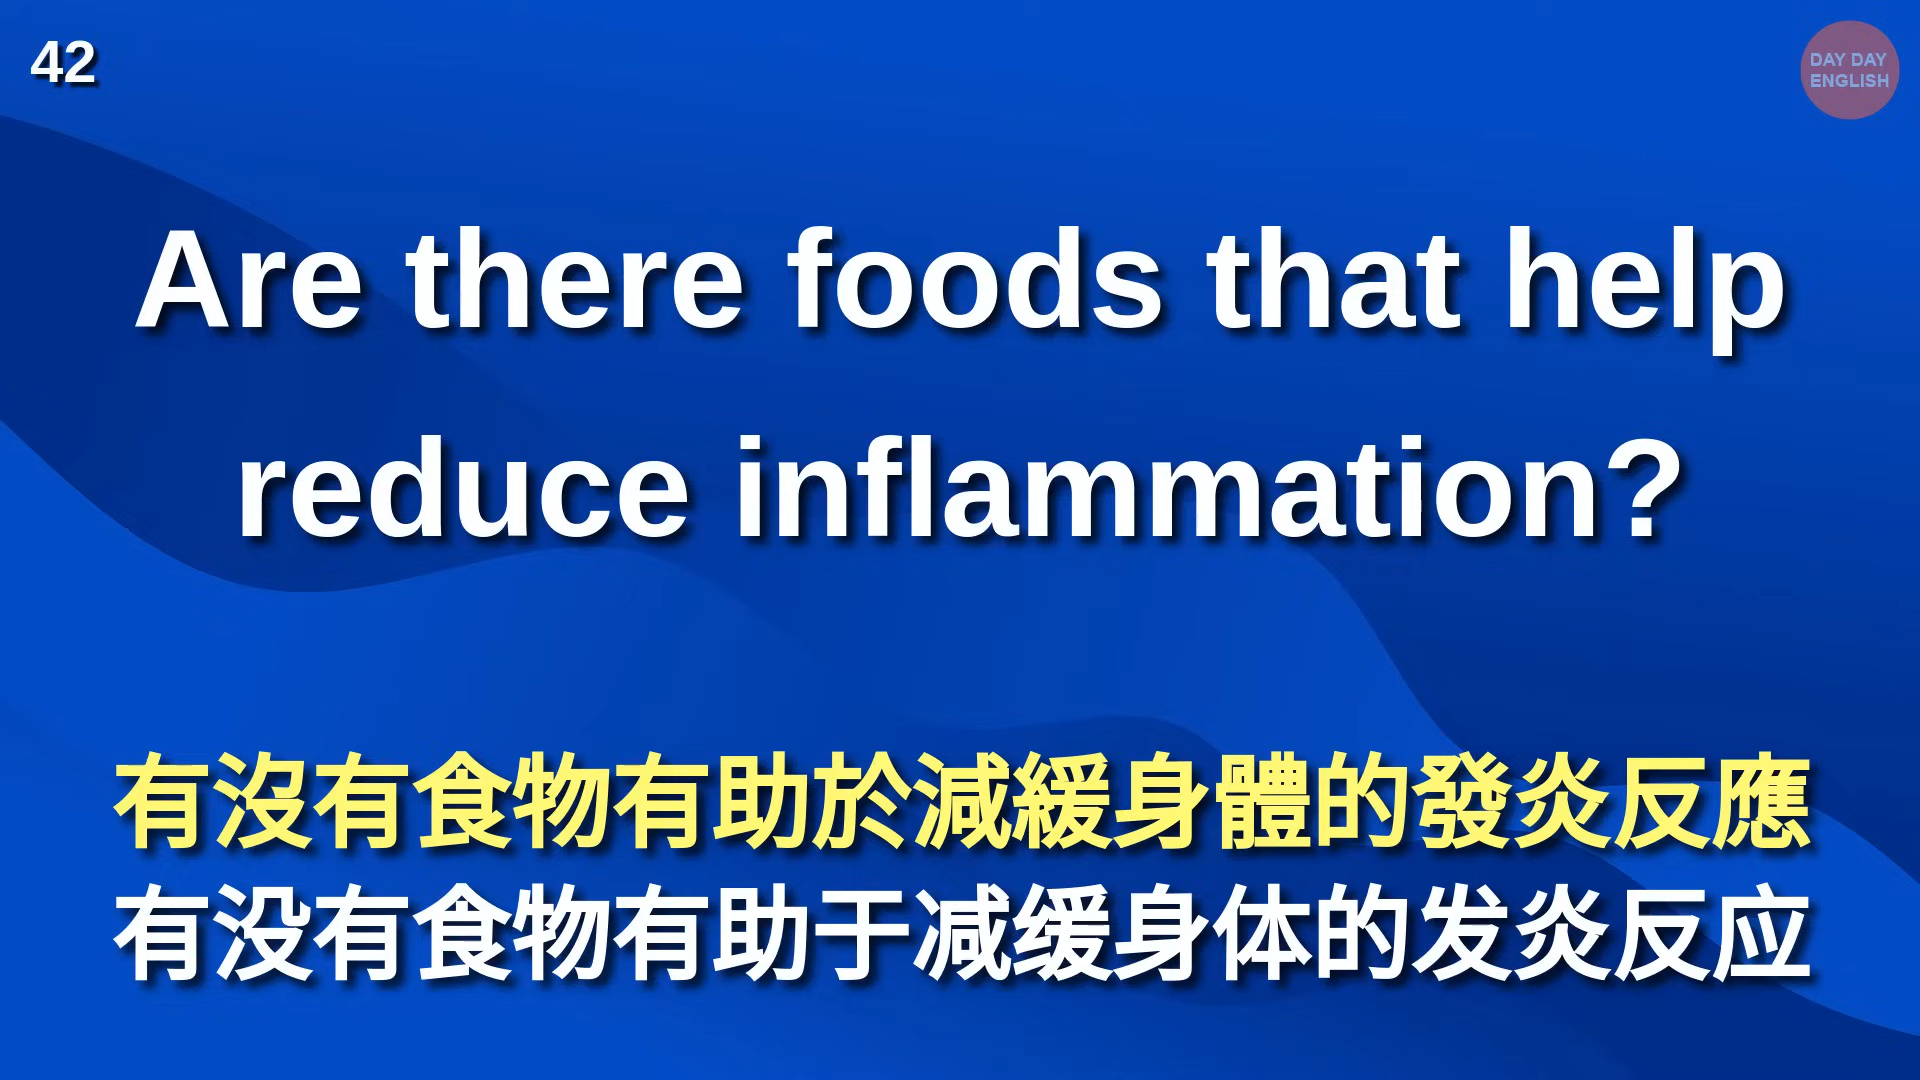 42
DAY DAY
ENGLISH
Are there foods that help
reduce inflammation?
有沒有食物有助於減緩身體的發炎反應
有没有食物有助于减缓身体的发炎反应